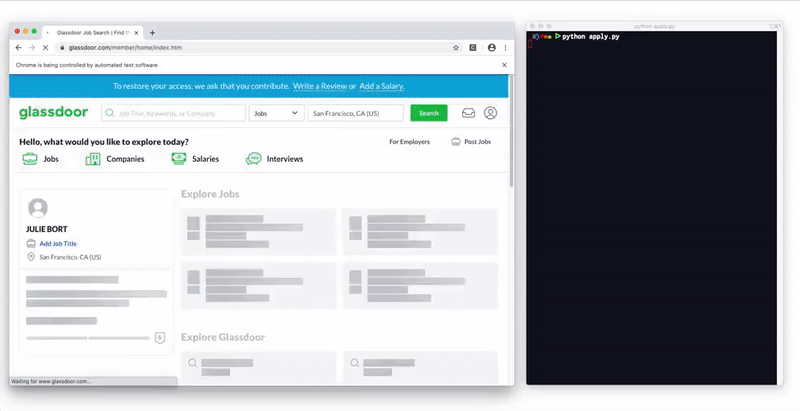 Glassdoor Job Search | Find th
glassdoor.com/member/home/index.htm
Chrome is being controlled by automated test software
To restore your access, we ask that you contribute. Write a Review or Add a Salary.
glassdoor
Job Title, Keywords, or Company
Jobs
San Francisco, CA (US)
Search
Hello, what would you like to explore today?
For Employers
Post Jobs
Jobs
Companies
Salaries
Interviews
Explore Jobs
JULIE BORT
Add Job Title
San Francisco, CA (US)
Explore Glassdoor
Waiting for www.glassdoor.com...
python apply.py
python apply.py